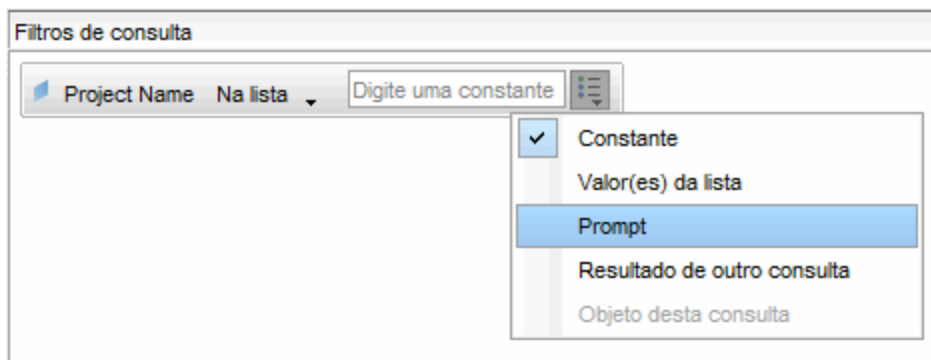 Filtros de consulta
Project Name Na lista Digite uma constante
Constante
Valor(es) da lista
Prompt
Resultado de outro consulta
Objeto desta consulta